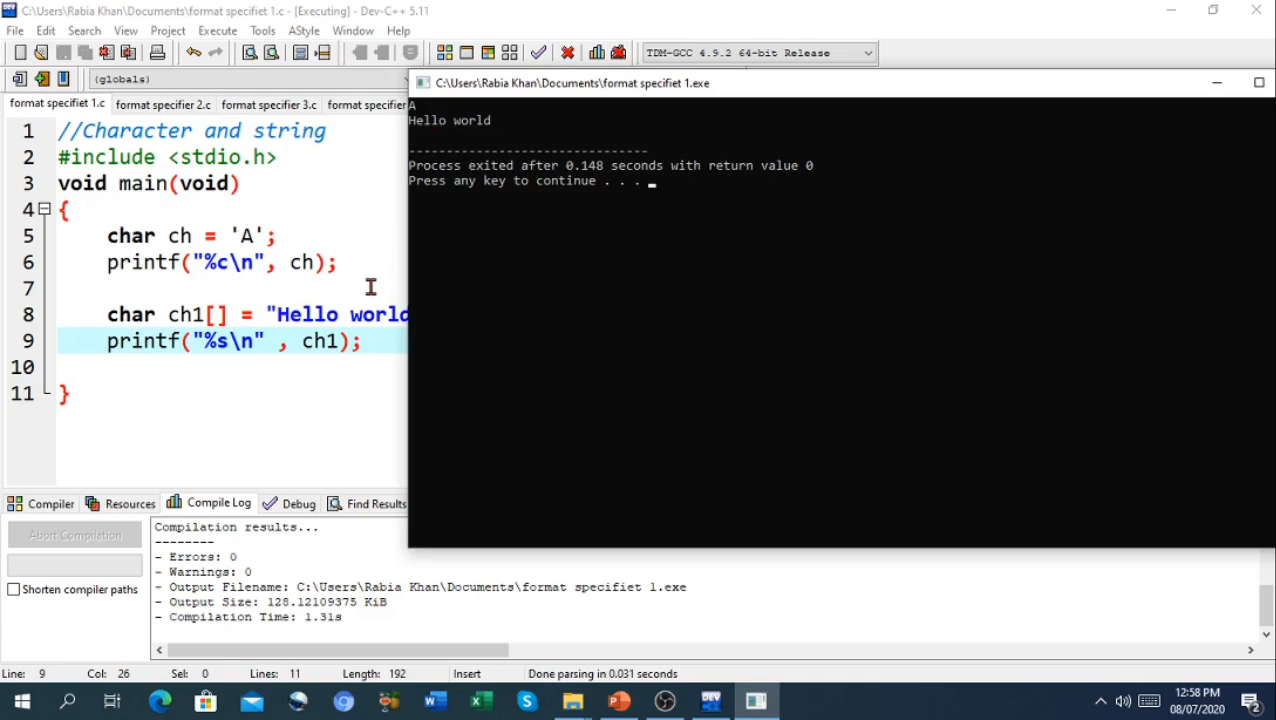 C:\Users\Rabia Khan\Documents\format specifiet 1.c - [Executing] - Dev-C++ 5.11
File Edit Search View Project Execute Tools AStyle Window Help
TDM-GCC 4.9.2 64-bit Release
(globals)
format specifiet 1.c format specifier 2.c format specifier 3.c format specifier
C:\Users\Rabia Khan\Documents\format specifiet 1.exe
A
Hello world
--------------------------------
Process exited after 0.148 seconds with return value 0
Press any key to continue . . .
1 //Character and string
2 #include <stdio.h>
3 void main(void)
4 {
5 char ch = 'A';
6 printf("%c\n", ch);
7
8 char ch1[] = "Hello world
9 printf("%s\n" , ch1);
10
11 }
Compiler Resources Compile Log Debug Find Results
Abort Compilation
Shorten compiler paths
Compilation results...
--------
- Errors: 0
- Warnings: 0
- Output Filename: C:\Users\Rabia Khan\Documents\format specifiet 1.exe
- Output Size: 128.12109375 KiB
- Compilation Time: 1.31s
Line: 9 Col: 26 Sel: 0 Lines: 11 Length: 192 Insert Done parsing in 0.031 seconds
12:58 PM
08/07/2020
2